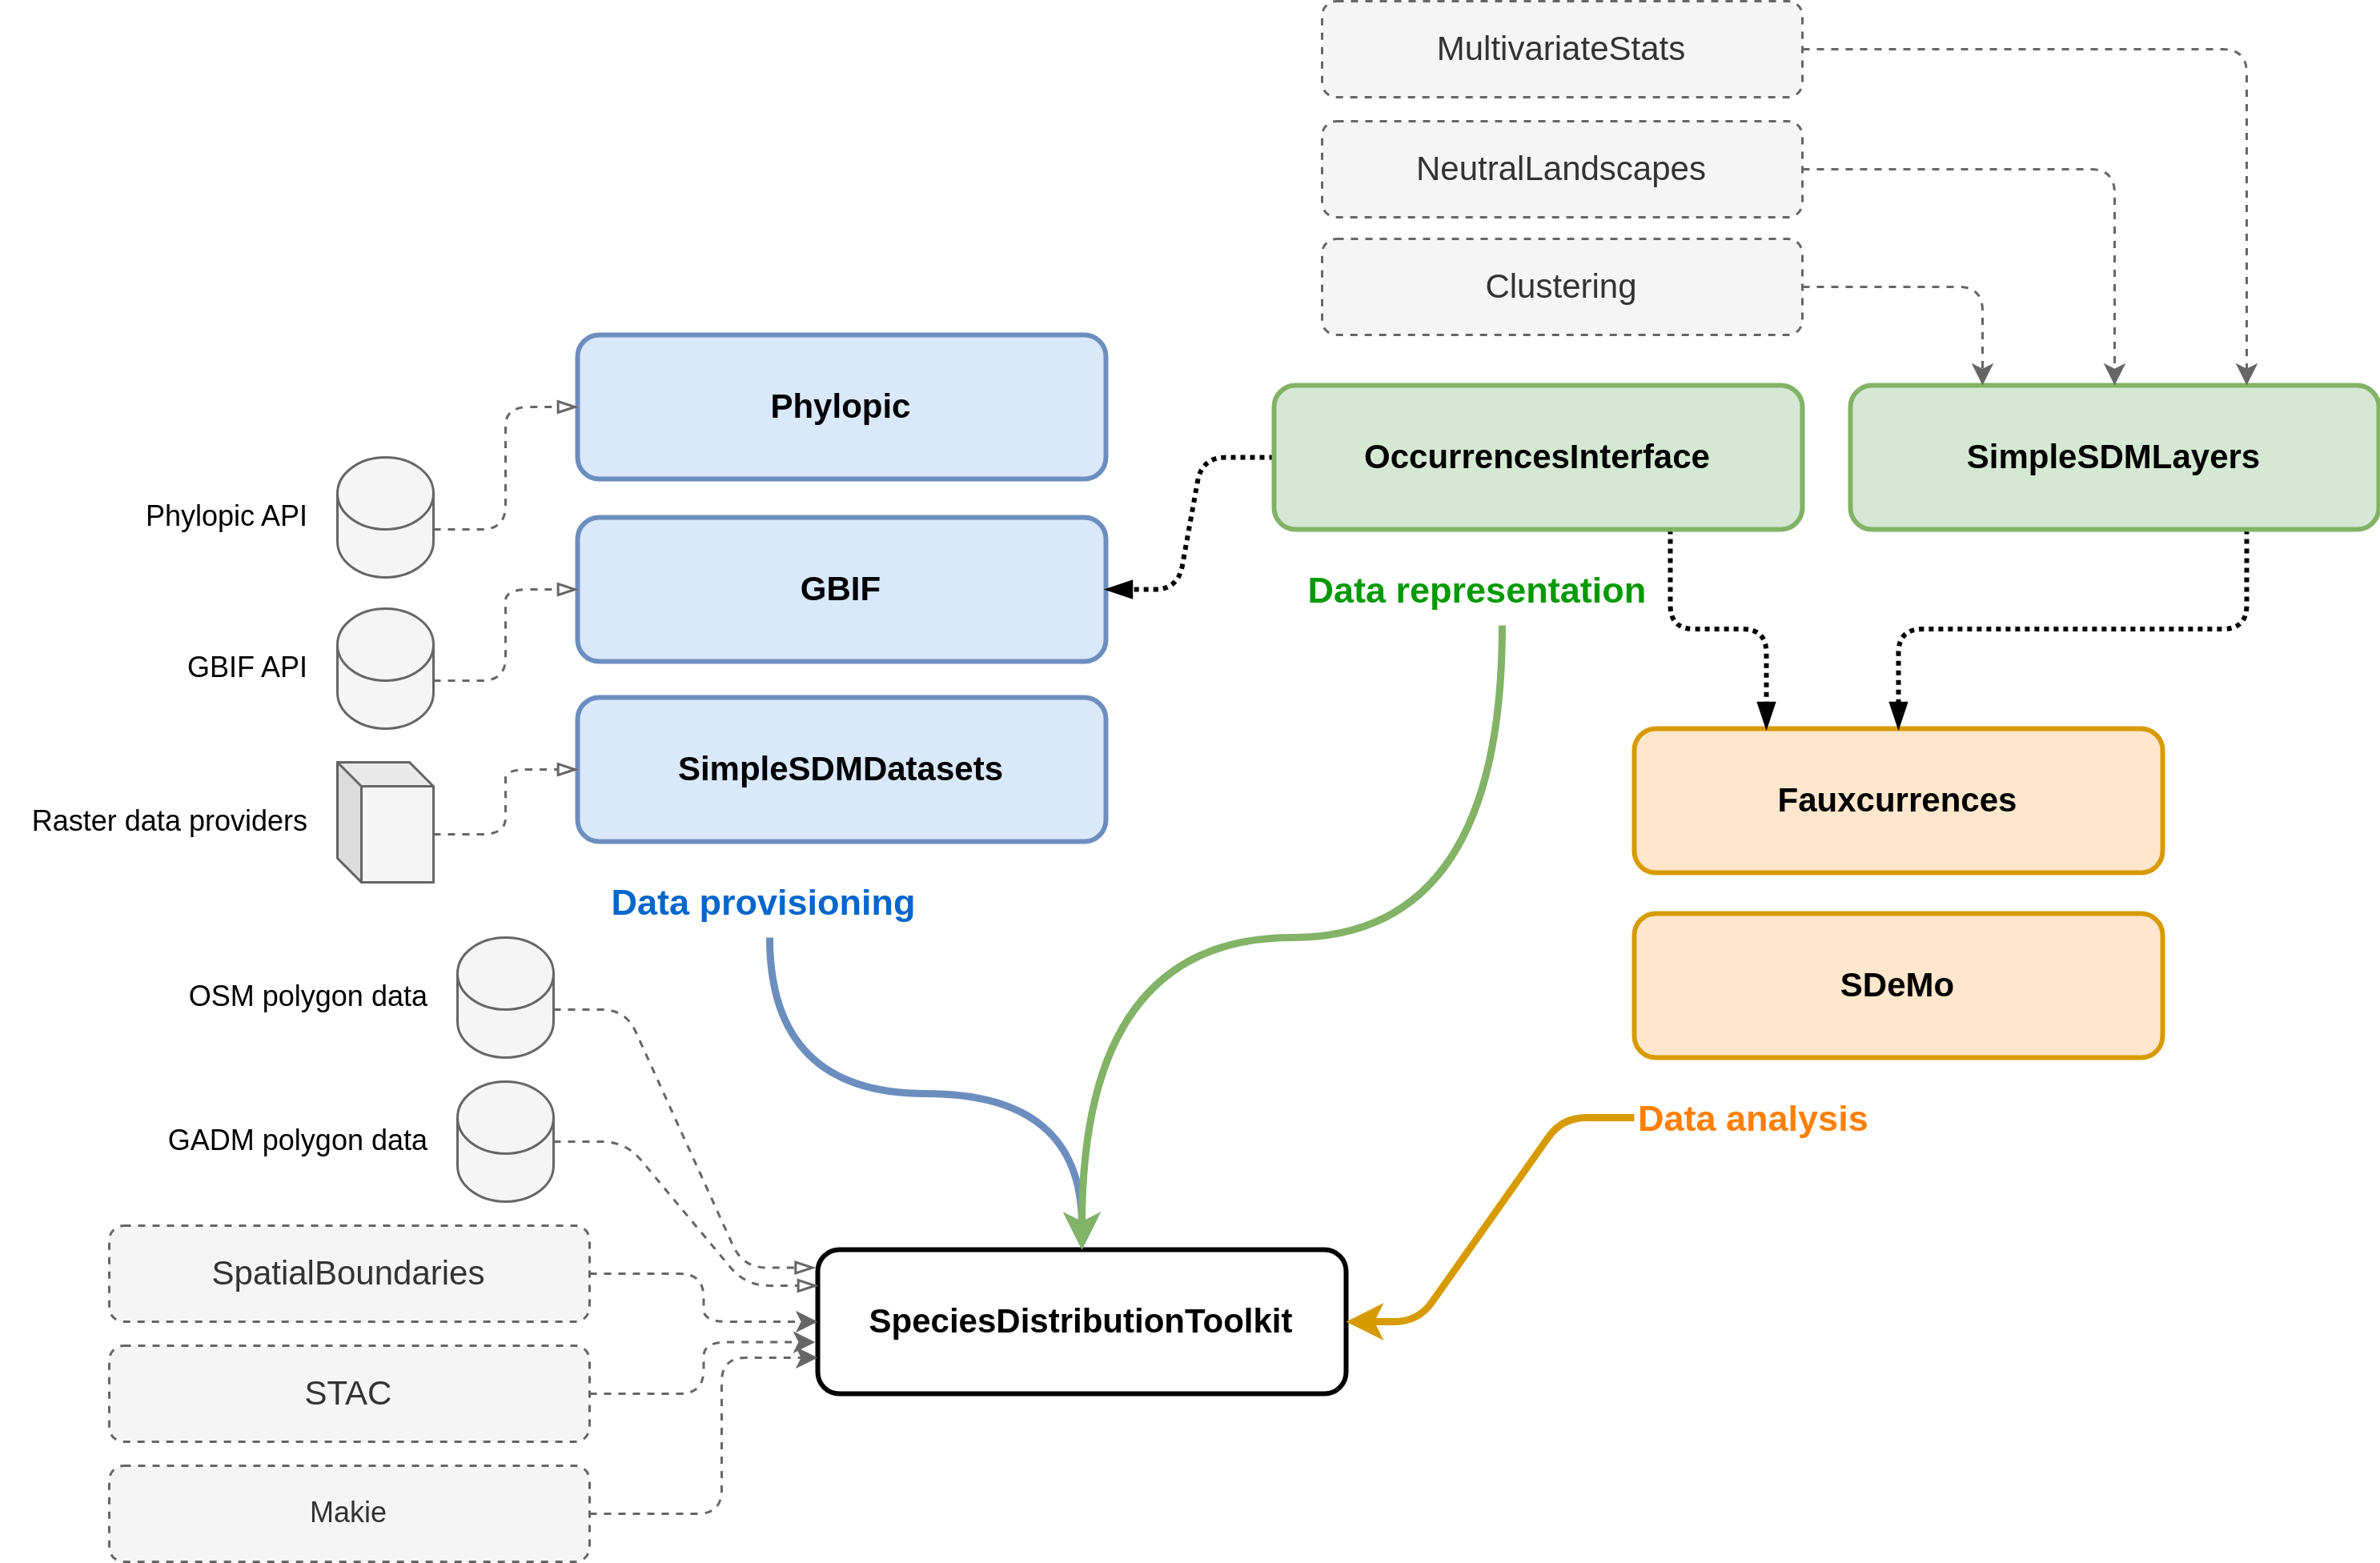 MultivariateStats
NeutralLandscapes
Clustering
Phylopic
OccurrencesInterface
SimpleSDMLayers
Phylopic API
GBIF
Data representation
GBIF API
SimpleSDMDatasets
Raster data providers
Fauxcurrences
Data provisioning
OSM polygon data
SDeMo
GADM polygon data
Data analysis
SpatialBoundaries
SpeciesDistributionToolkit
STAC
Makie